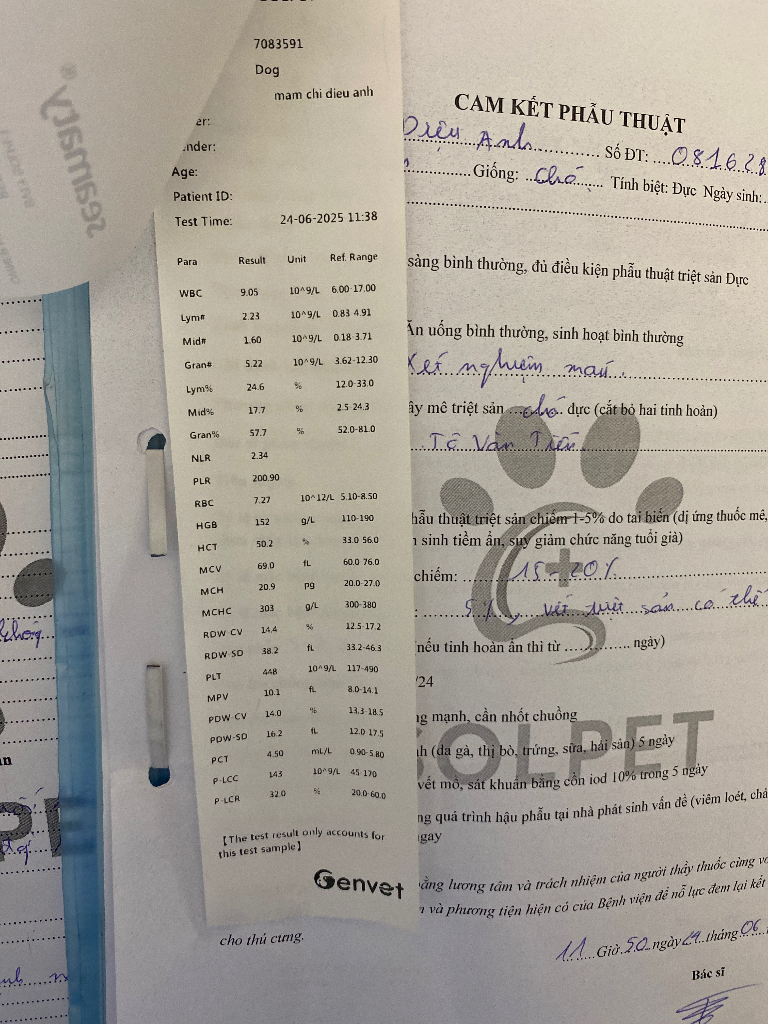 seamaty
7083591
Dog
mam chi dieu anh
er:
nder:
Age:
Patient ID:
Test Time: 24-06-2025 11:38
Para Result Unit Ref. Range
WBC 9.05 10^9/L 6.00-17.00
Lym# 2.23 10^9/L 0.83-4.91
Mid# 1.60 10^9/L 0.18-3.71
Gran# 5.22 10^9/L 3.62-12.30
Lym% 24.6 % 12.0-33.0
Mid% 17.7 % 2.5-24.3
Gran% 57.7 % 52.0-81.0
NLR 2.34
PLR 200.90
RBC 7.27 10^12/L 5.10-8.50
HGB 152 g/L 110-190
HCT 50.2 % 33.0-56.0
MCV 69.0 fL 60.0-76.0
MCH 20.9 pg 20.0-27.0
MCHC 303 g/L 300-380
RDW-CV 14.4 % 12.5-17.2
RDW-SD 38.2 fL 33.2-46.3
PLT 448 10^9/L 117-490
MPV 10.1 fL 8.0-14.1
PDW-CV 14.0 % 13.3-18.5
PDW-SD 16.2 fL 12.0-17.5
PCT 4.50 mL/L 0.90-5.80
P-LCC 143 10^9/L 45-170
P-LCR 32.0 % 20.0-60.0
【The test result only accounts for
this test sample】
Genvet
CAM KẾT PHẪU THUẬT
Diệu Anh Số ĐT: 081628
Giống: chó Tính biệt: Đực Ngày sinh:
sàng bình thường, đủ điều kiện phẫu thuật triệt sản Đực
Ăn uống bình thường, sinh hoạt bình thường
xét nghiệm máu
ây mê triệt sản chó đực (cắt bỏ hai tinh hoàn)
Tô Văn Tiến
hẫu thuật triệt sản chiếm 1-5% do tai biến (dị ứng thuốc mê,
sinh tiềm ẩn, suy giảm chức năng tuổi già)
chiếm: 15-20%
: 5%, vết triệt sản có thể
nếu tinh hoàn ẩn thì từ ............ ngày)
/24
ng mạnh, cần nhốt chuồng
nh (da gà, thị bò, trứng, sữa, hải sản) 5 ngày
vết mổ, sát khuẩn bằng cồn iod 10% trong 5 ngày
ng quá trình hậu phẫu tại nhà phát sinh vấn đề (viêm loét,
ngay
SOLPET
bằng lương tâm và trách nhiệm của người thầy thuốc cùng
và phương tiện hiện có của Bệnh viện để nỗ lực đem lại kết
cho thú cưng.
11 Giờ 50 ngày 24 tháng 06
Bác sĩ